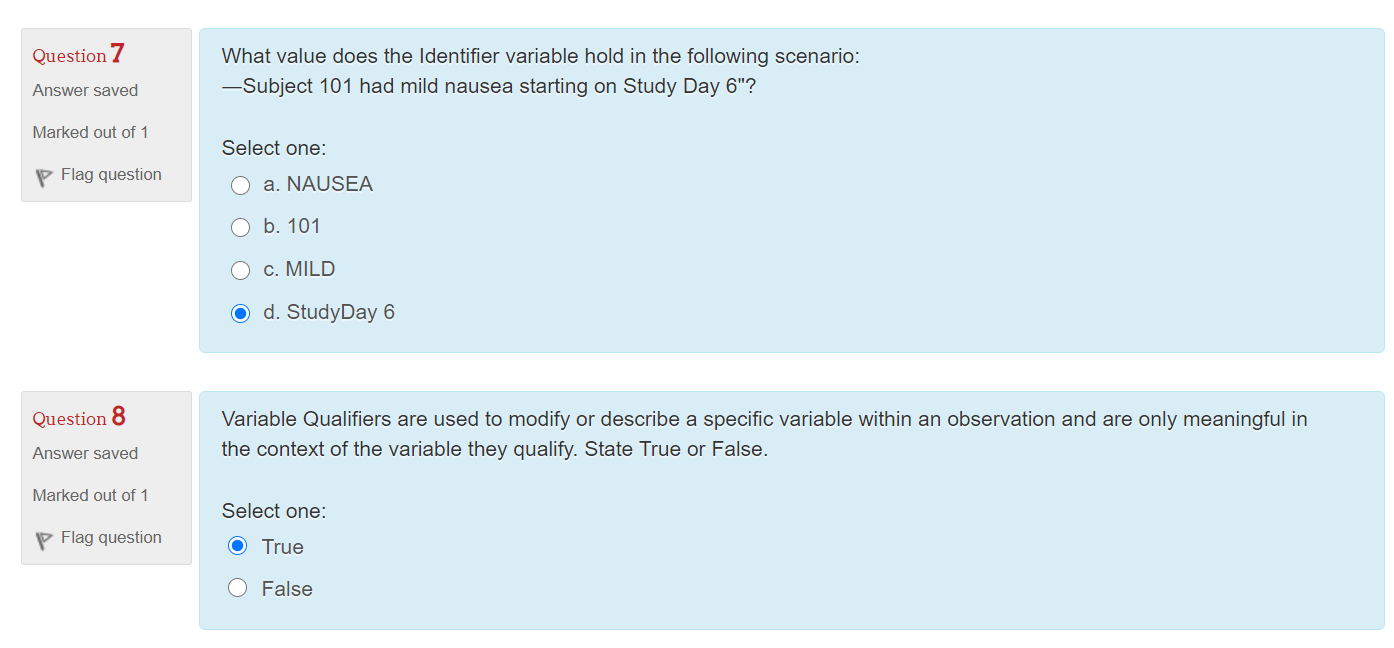 Question 7
Answer saved
Marked out of 1
Flag question
What value does the Identifier variable hold in the following scenario:
—Subject 101 had mild nausea starting on Study Day 6"?
Select one:
a. NAUSEA
b. 101
c. MILD
d. StudyDay 6
Question 8
Answer saved
Marked out of 1
Flag question
Variable Qualifiers are used to modify or describe a specific variable within an observation and are only meaningful in
the context of the variable they qualify. State True or False.
Select one:
True
False